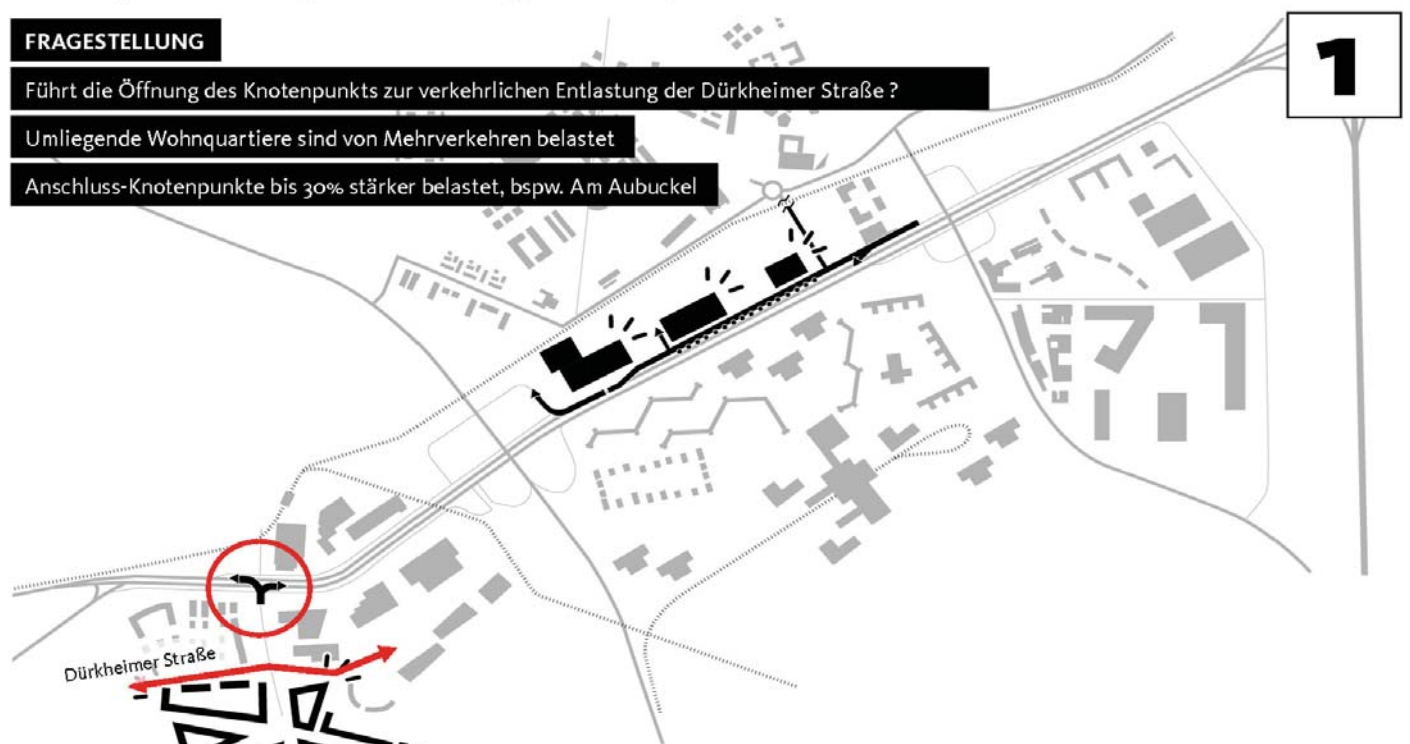 FRAGESTELLUNG
1
Führt die Öffnung des Knotenpunkts zur verkehrlichen Entlastung der Dürkheimer Straße ?
Umliegende Wohnquartiere sind von Mehrverkehren belastet
Anschluss-Knotenpunkte bis 30% stärker belastet, bspw. Am Aubuckel
Dürkheimer Straße